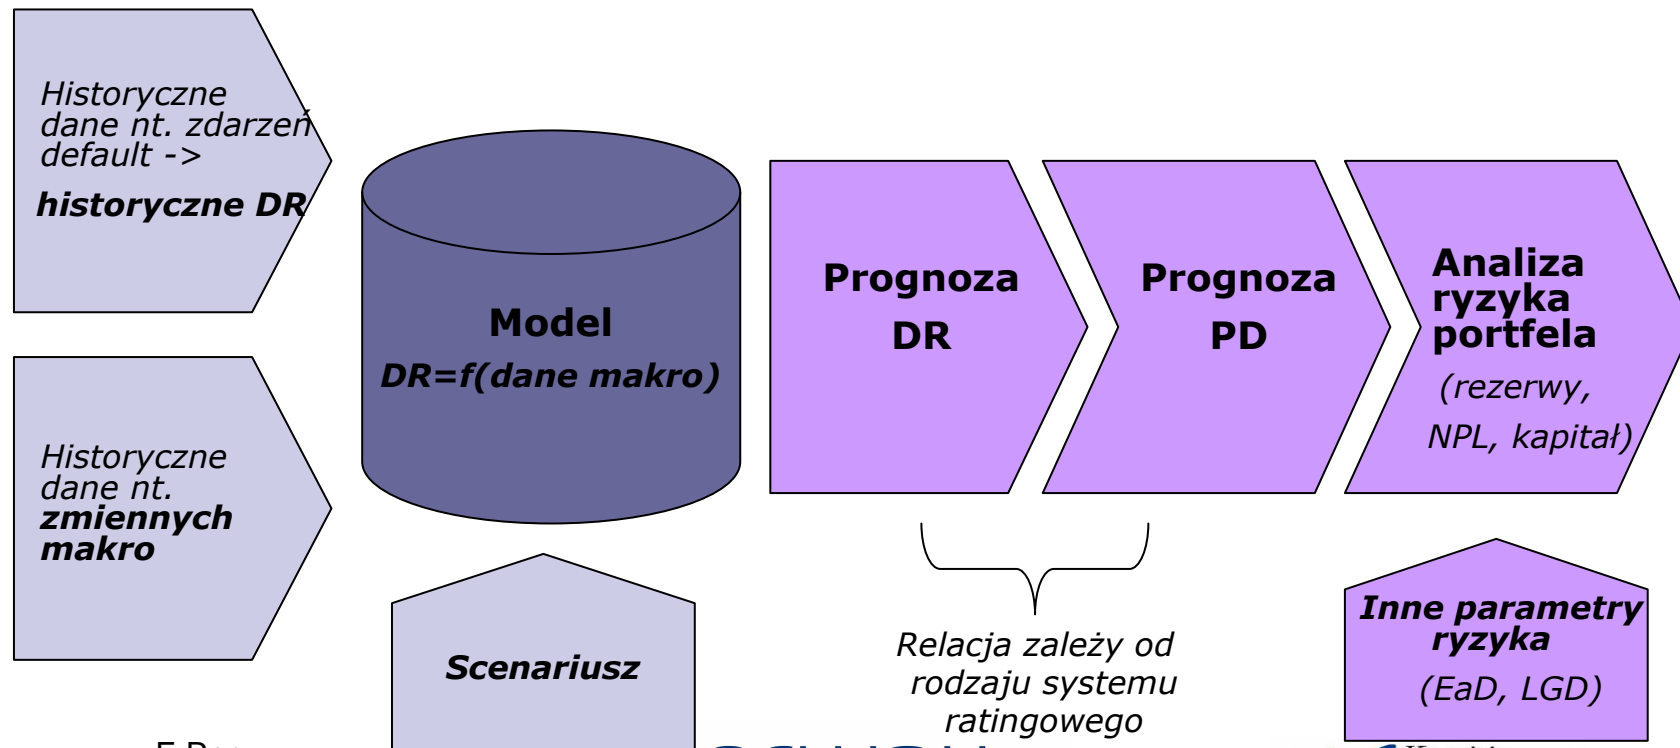 Historyczne
dane nt. zdarzeń
default ->
historyczne DR
Historyczne
dane nt.
zmiennych
makro
Model
DR=f(dane makro)
Scenariusz
Prognoza
DR
Prognoza
PD
Analiza
ryzyka
portfela
(rezerwy,
NPL, kapitał)
Relacja zależy od
rodzaju systemu
ratingowego
Inne parametry
ryzyka
(EaD, LGD)